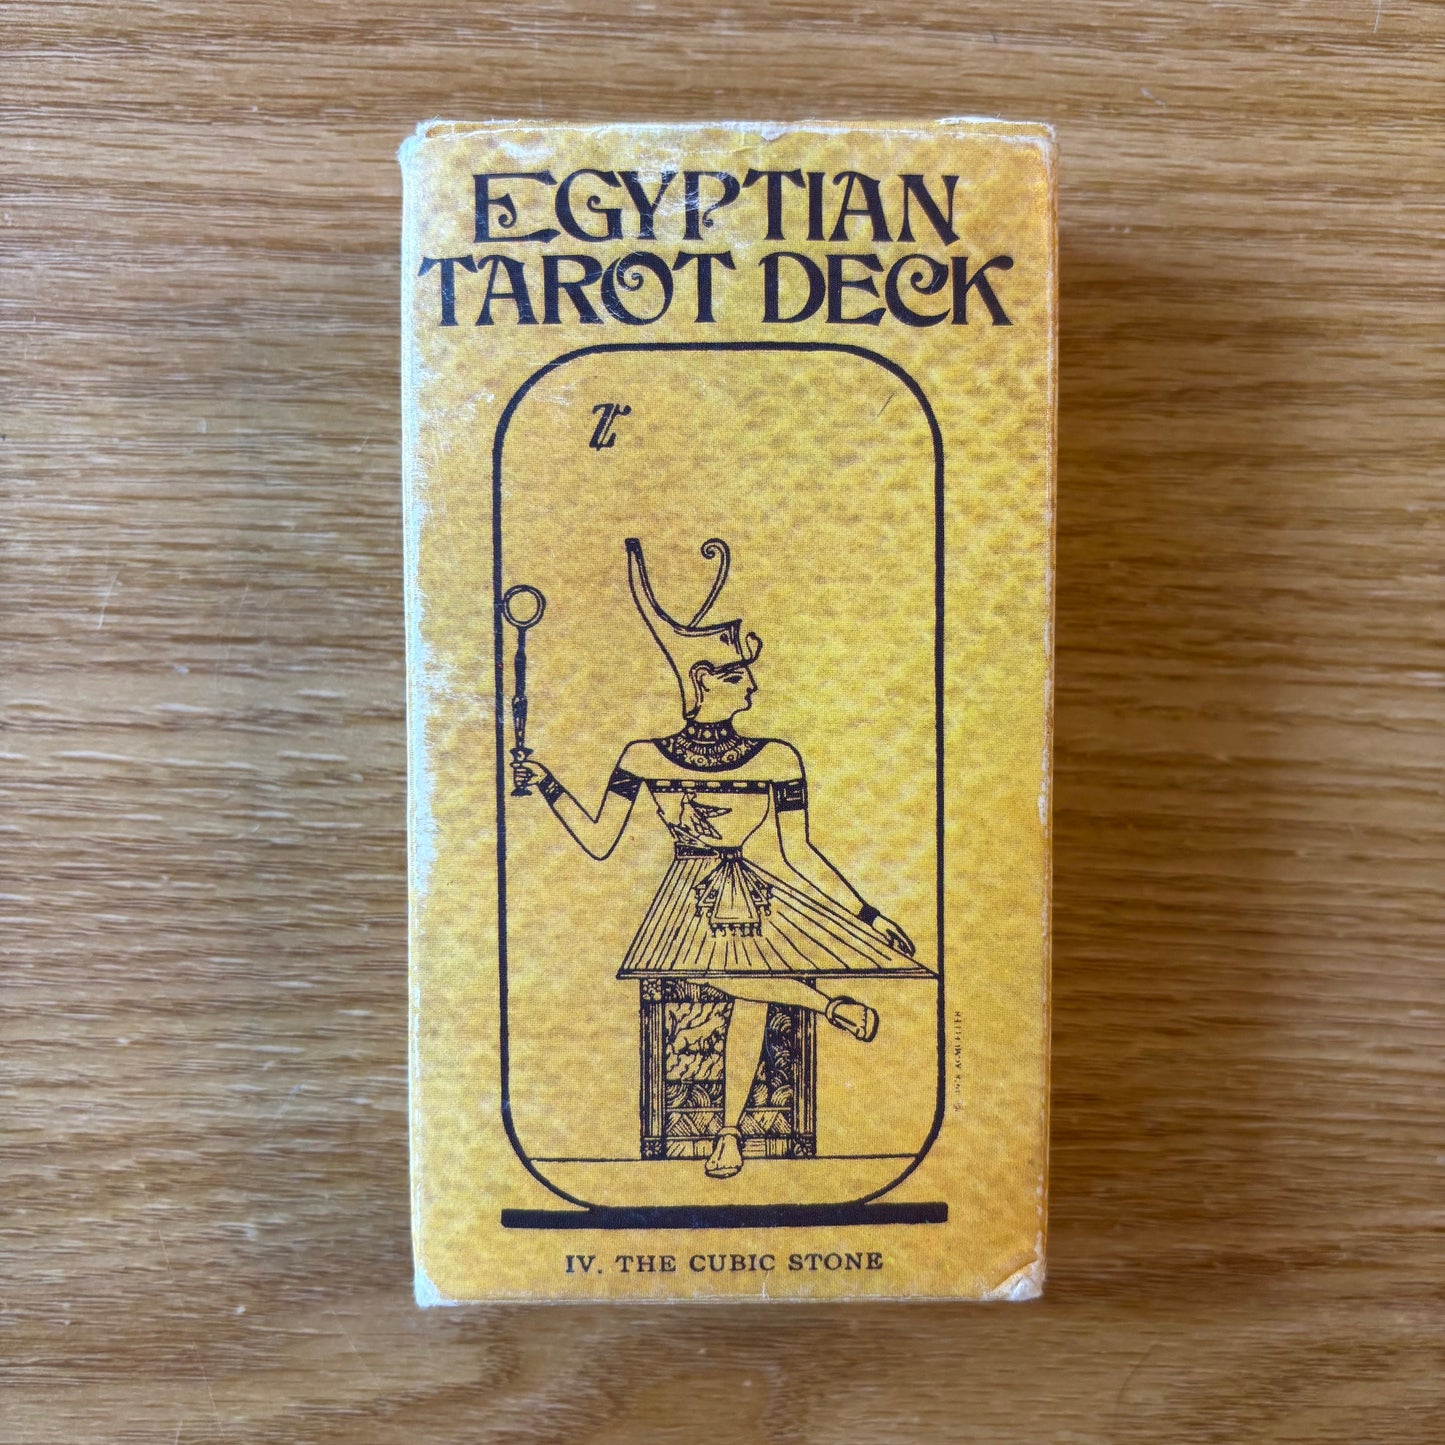 EGYPTIAN
TAROT DECK
IV. THE CUBIC STONE